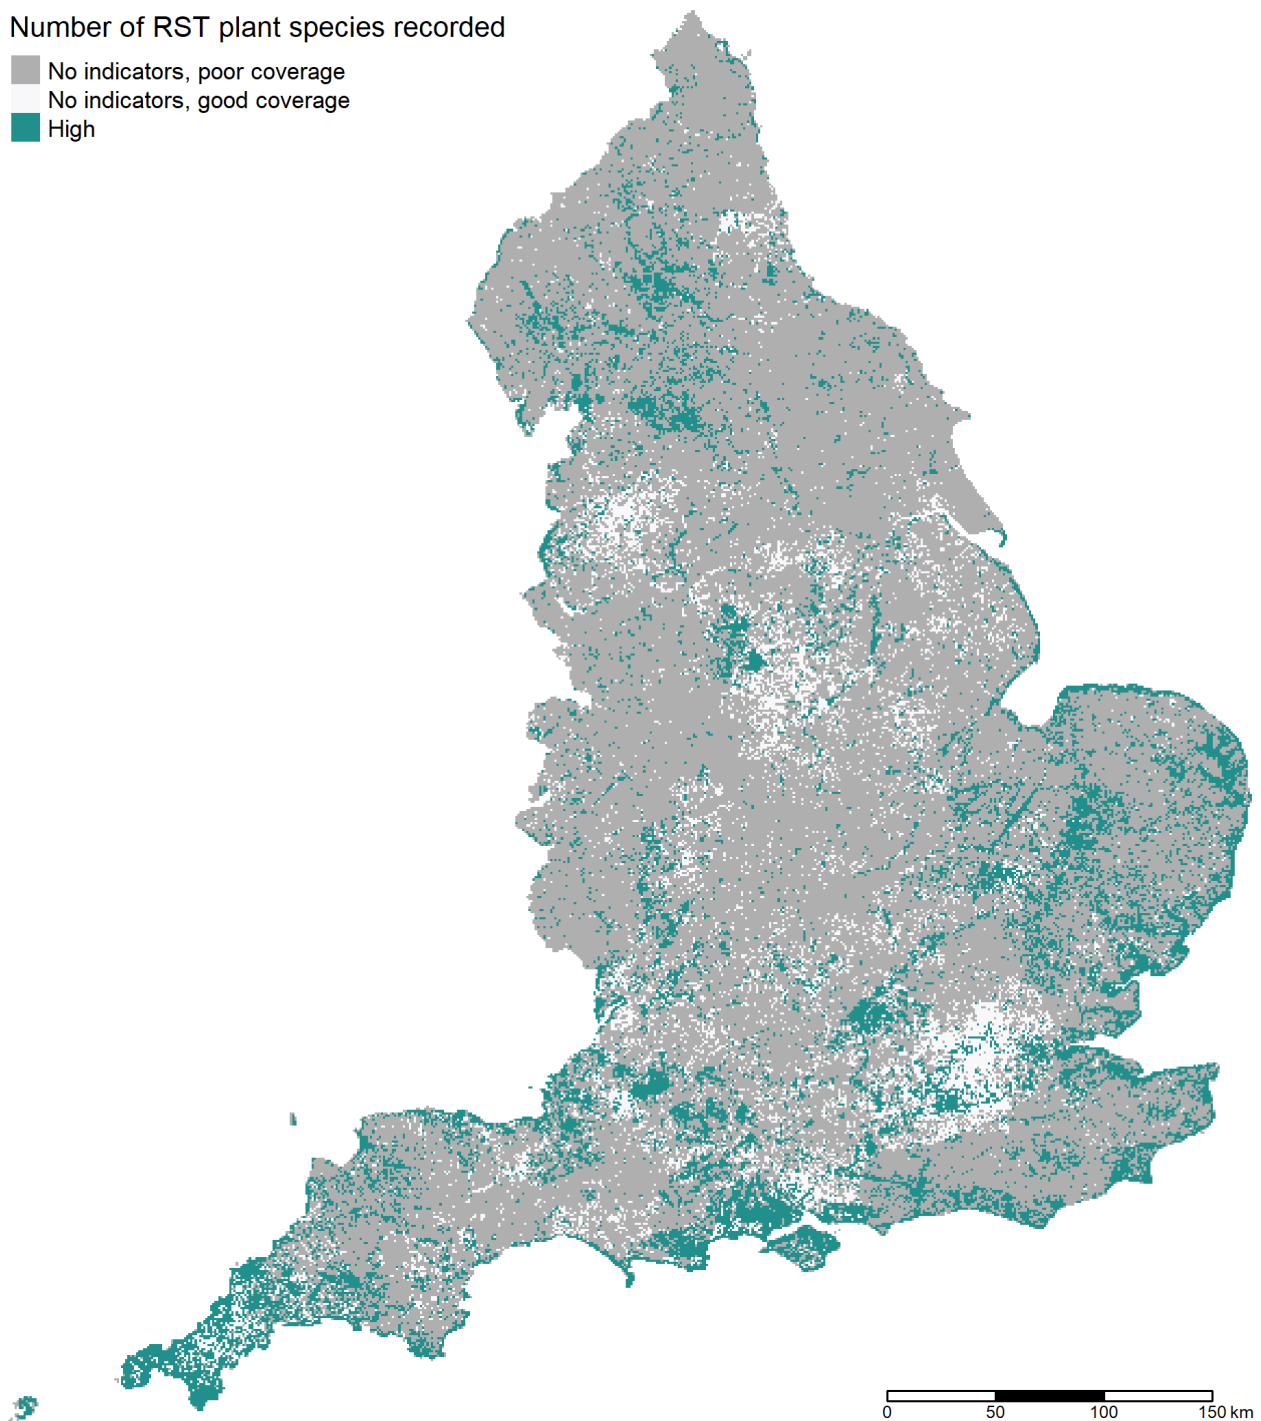 Number of RST plant species recorded
No indicators, poor coverage
No indicators, good coverage
High
0 50 100 150 km